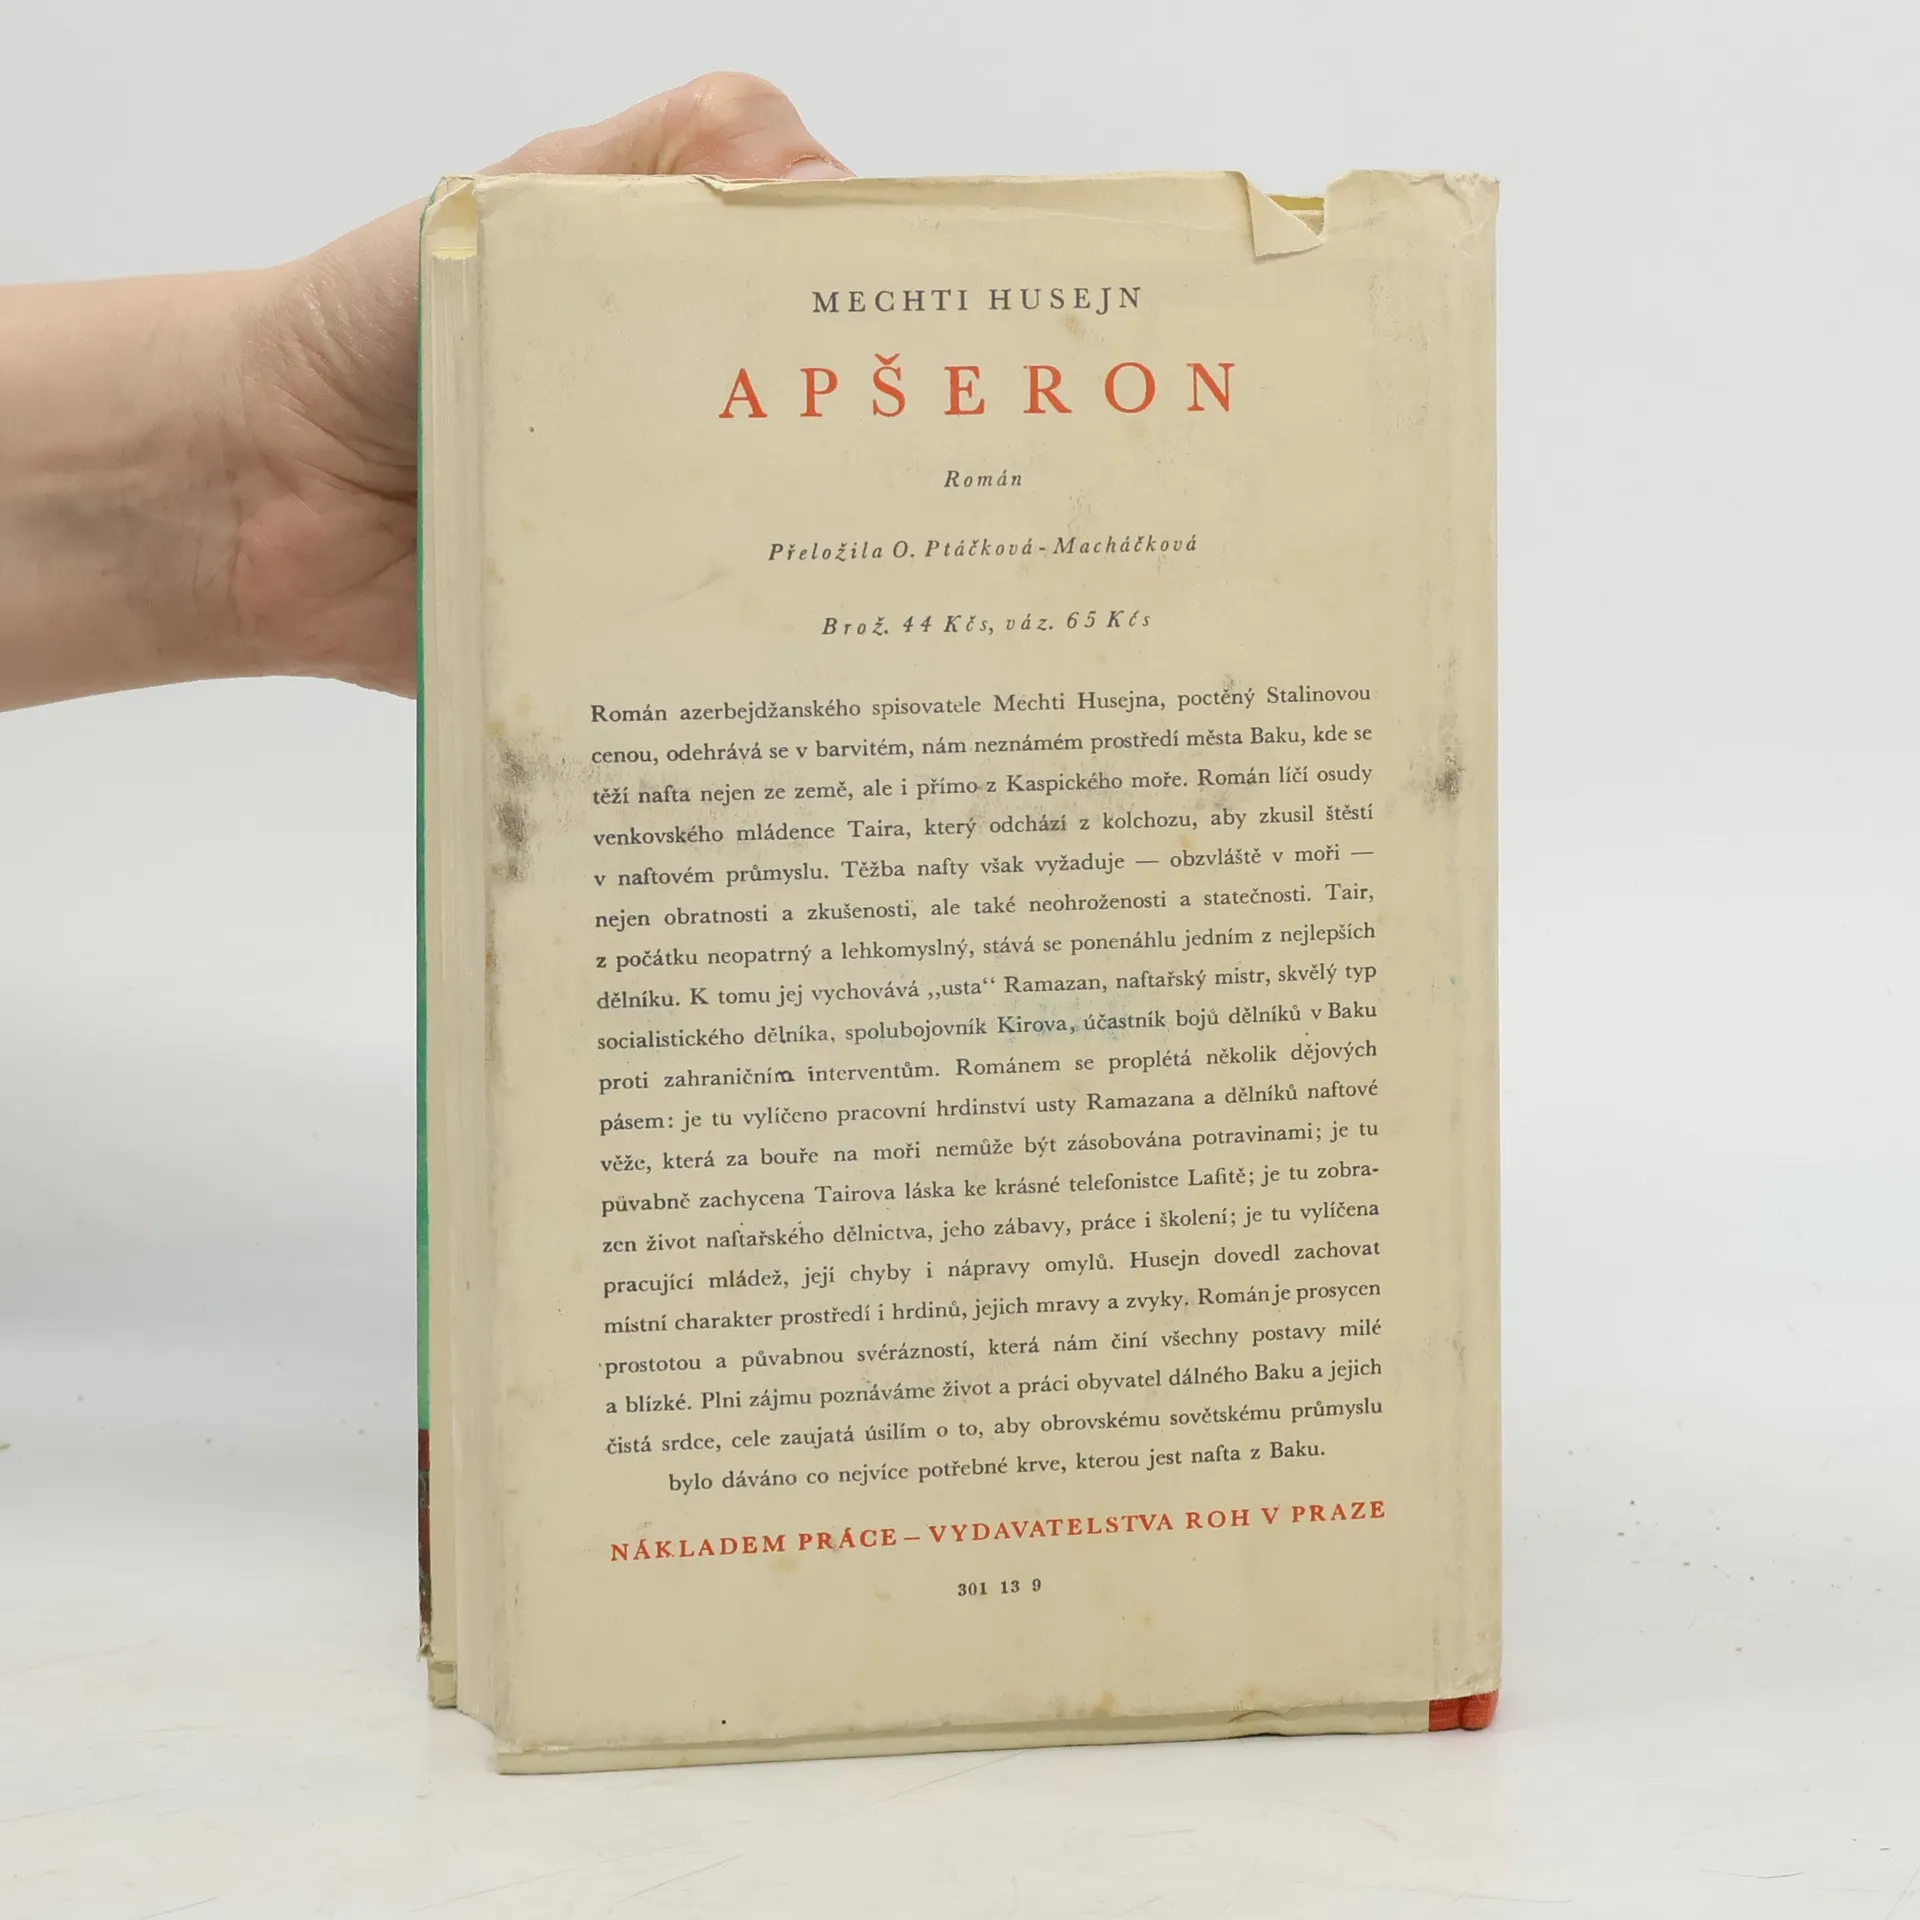 MECHTI HUSEJN
APŠERON
Román
Přeložila O. Ptáčková-Macháčková
Brož. 44 Kčs, váz. 65 Kčs
Román azerbejdžanského spisovatele Mechti Husejna, poctěný Stalinovou
cenou, odehrává se v barvitém, nám neznámém prostředí města Baku, kde se
těží nafta nejen ze země, ale i přímo z Kaspického moře. Román líčí osudy
venkovského mládence Taira, který odchází z kolchozu, aby zkusil štěstí
v naftovém průmyslu. Těžba nafty však vyžaduje — obzvláště v moři —
nejen obratnosti a zkušenosti, ale také neohroženosti a statečnosti. Tair,
z počátku neopatrný a lehkomyslný, stává se ponenáhlu jedním z nejlepších
dělníků. K tomu jej vychovává ,,usta“ Ramazan, naftařský mistr, skvělý typ
socialistického dělníka, spolubojovník Kirova, účastník bojů dělníků v Baku
proti zahraničním interventům. Románem se proplétá několik dějových
pásem: je tu vylíčeno pracovní hrdinství usty Ramazana a dělníků naftové
věže, která za bouře na moři nemůže být zásobována potravinami; je tu
půvabně zachycena Tairova láska ke krásné telefonistce Lafitě; je tu zobra-
zen život naftařského dělnictva, jeho zábavy, práce i školení; je tu vylíčena
pracující mládež, její chyby i nápravy omylů. Husejn dovedl zachovat
místní charakter prostředí i hrdinů, jejich mravy a zvyky. Román je prosycen
prostotou a půvabnou svérázností, která nám činí všechny postavy milé
a blízké. Plni zájmu poznáváme život a práci obyvatel dálného Baku a jejich
čistá srdce, cele zaujatá úsilím o to, aby obrovskému sovětskému průmyslu
bylo dáváno co nejvíce potřebné krve, kterou jest nafta z Baku.
NÁKLADEM PRÁCE – VYDAVATELSTVA ROH V PRAZE
301 13 9